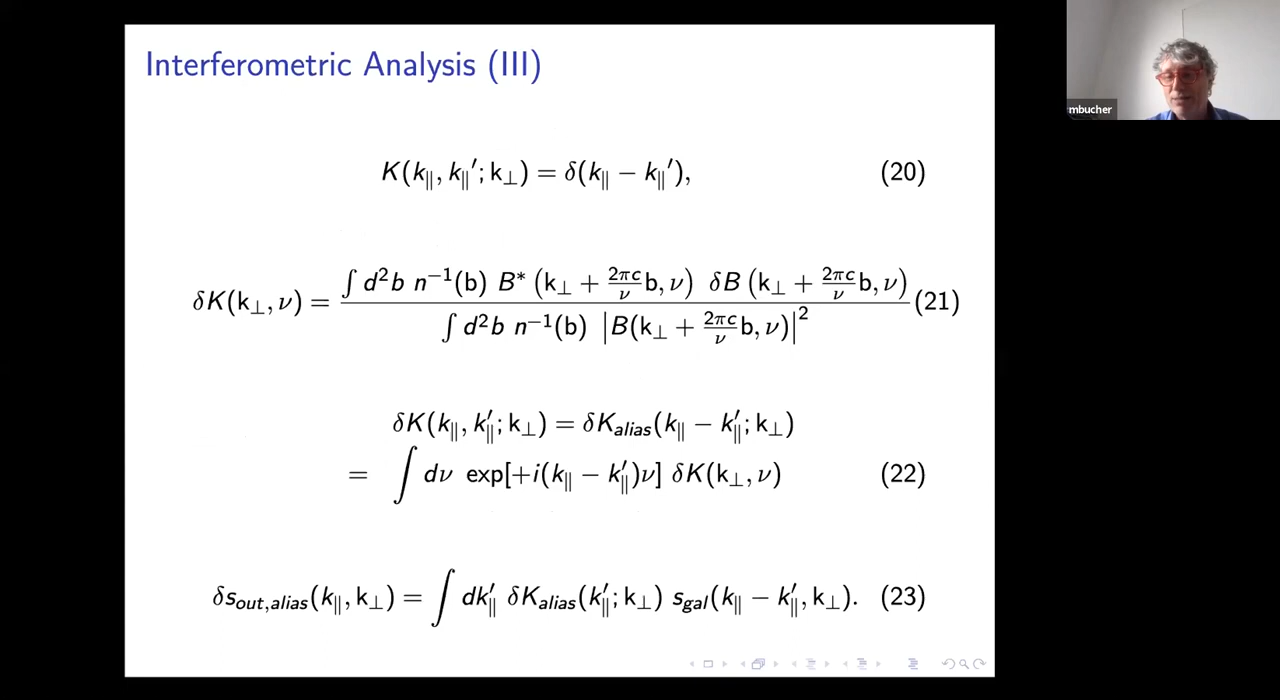 Interferometric Analysis (III)
mbucher
K(k∥, k∥′; k⊥) = δ(k∥ − k∥′), (20)
δK(k⊥, ν) = ∫ d²b n⁻¹(b) B* (k⊥ + 2πc/ν b, ν) δB (k⊥ + 2πc/ν b, ν) / ∫ d²b n⁻¹(b) |B(k⊥ + 2πc/ν b, ν)|² (21)
δK(k∥, k′∥; k⊥) = δK_alias(k∥ − k′∥; k⊥)
= ∫ dν exp[+i(k∥ − k′∥)ν] δK(k⊥, ν) (22)
δs_out,alias(k∥, k⊥) = ∫ dk′∥ δK_alias(k′∥; k⊥) s_gal(k∥ − k′∥, k⊥). (23)